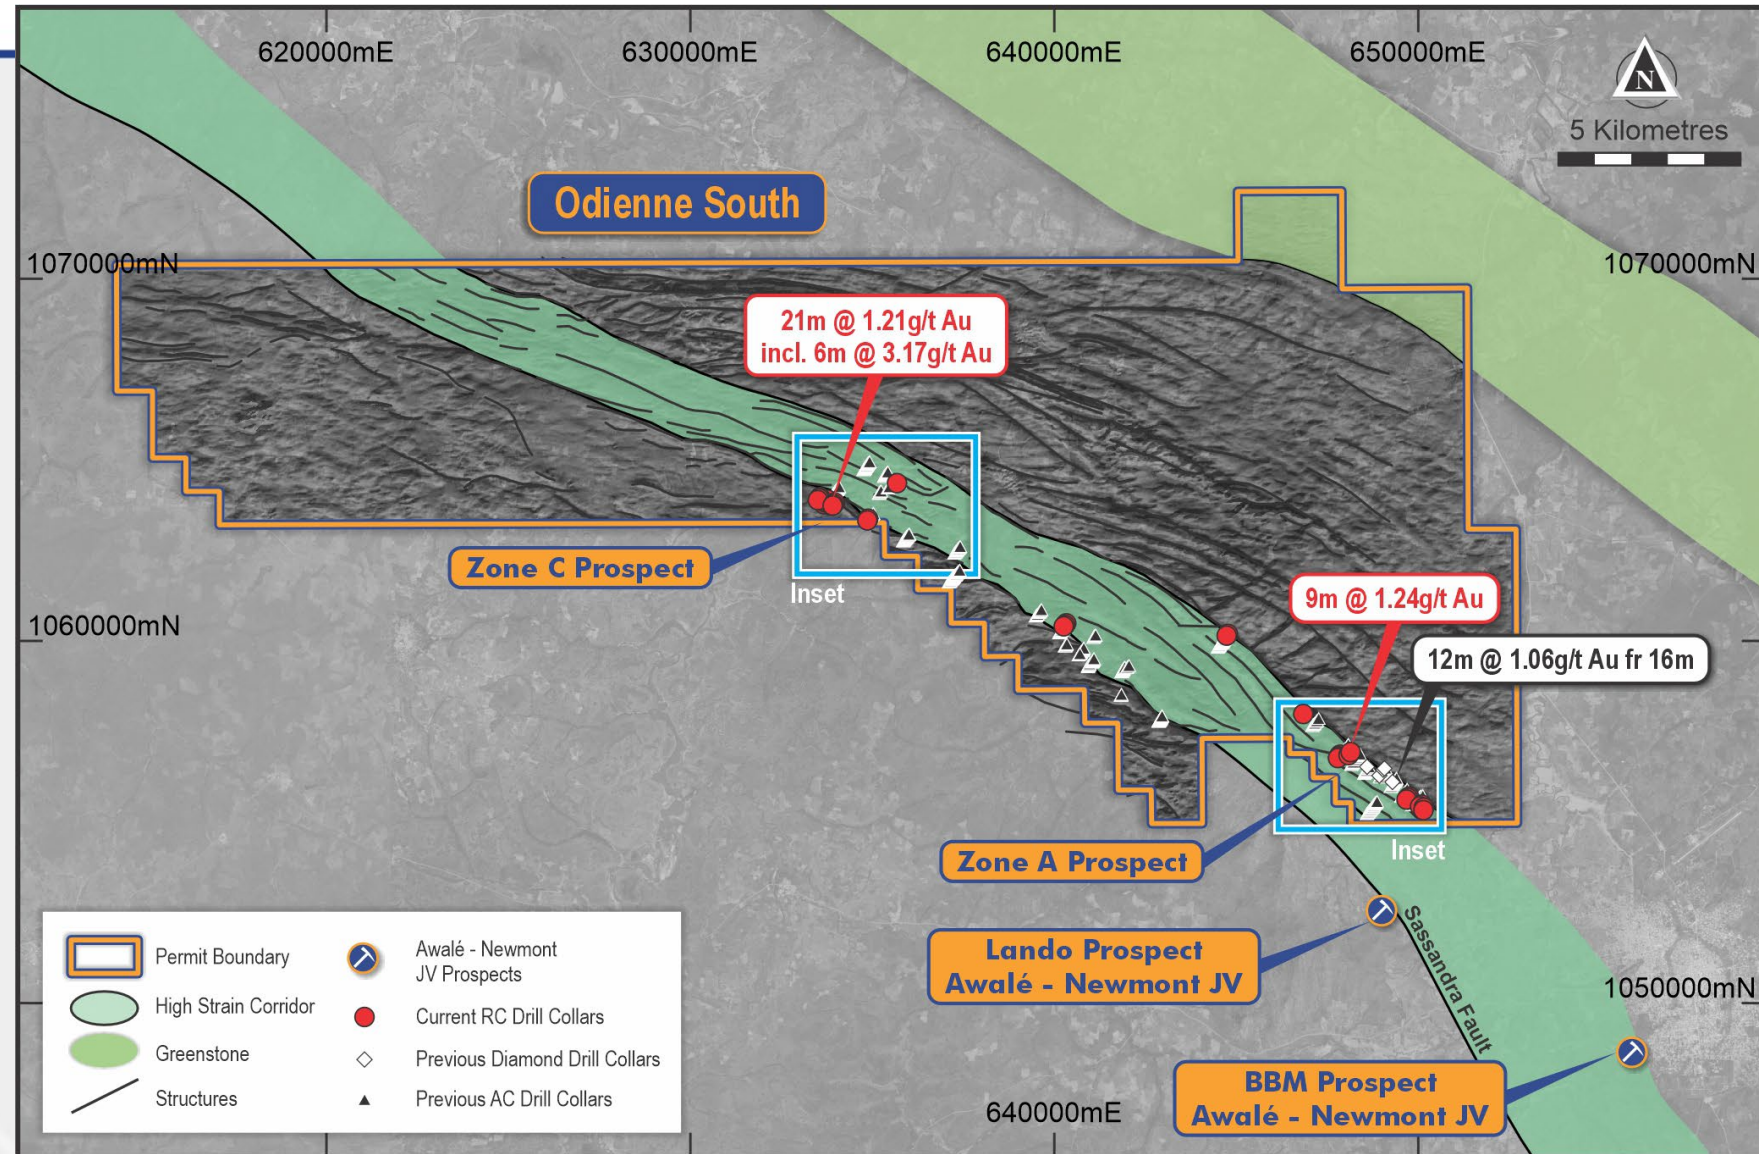 620000mE
630000mE
640000mE
650000mE
N
5 Kilometres
Odienne South
1070000mN
1070000mN
21m @ 1.21g/t Au
incl. 6m @ 3.17g/t Au
Zone C Prospect
Inset
9m @ 1.24g/t Au
1060000mN
12m @ 1.06g/t Au fr 16m
Zone A Prospect
Inset
Lando Prospect
Awalé - Newmont JV
Sassandra Fault
1050000mN
BBM Prospect
Awalé - Newmont JV
640000mE
Permit Boundary
High Strain Corridor
Greenstone
Structures
Awalé - Newmont
JV Prospects
Current RC Drill Collars
Previous Diamond Drill Collars
Previous AC Drill Collars